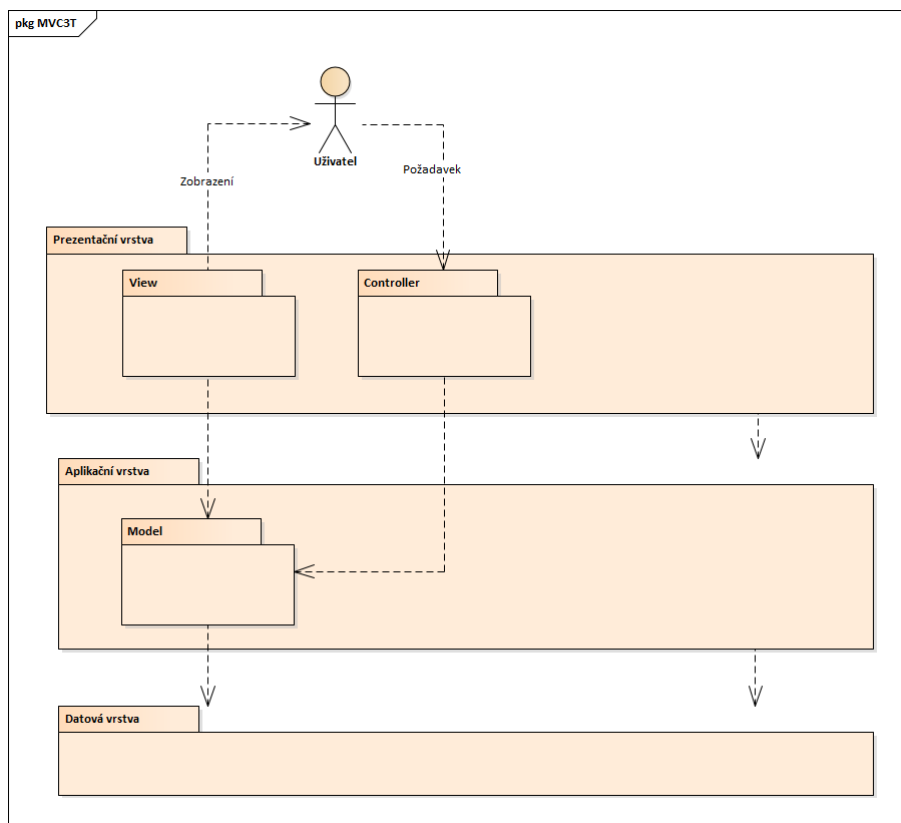 pkg MVC3T
Uživatel
Požadavek
Zobrazení
Prezentační vrstva
View
Controller
Aplikační vrstva
Model
Datová vrstva